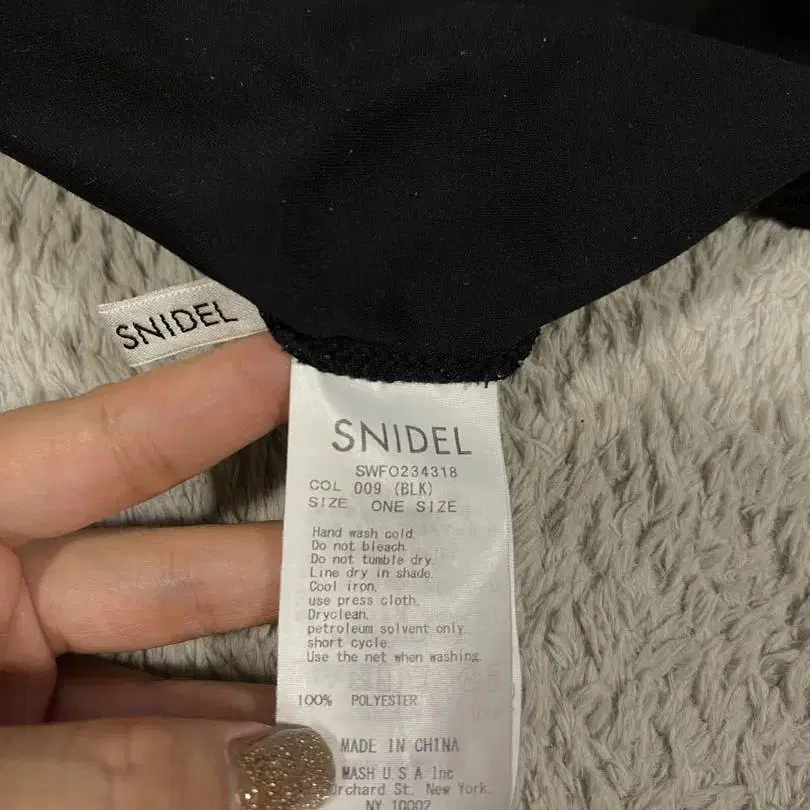 SNIDEL
SNIDEL
SWFO234318
COL 009 (BLK)
SIZE ONE SIZE
Hand wash cold.
Do not bleach.
Do not tumble dry.
Line dry in shade.
Cool iron,
use press cloth.
Dryclean,
petroleum solvent only.
short cycle.
Use the net when washing.
100% POLYESTER
MADE IN CHINA
MASH U.S.A Inc
St. New York,
NY 10002